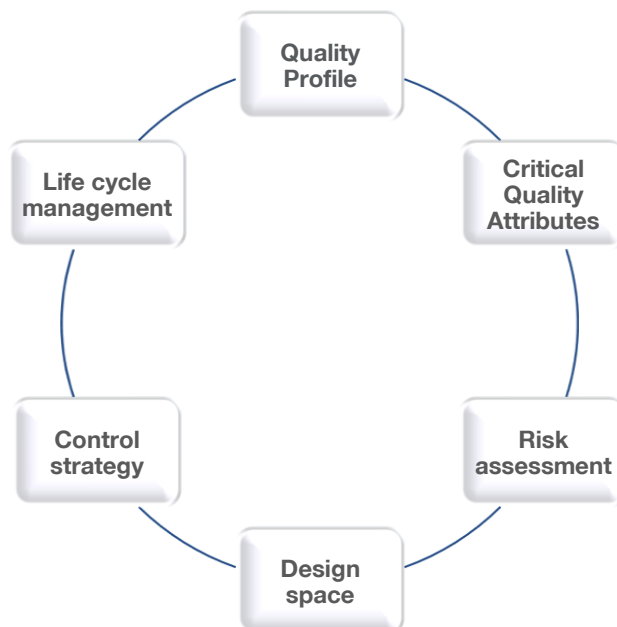 Quality
Profile
Critical
Quality
Attributes
Risk
assessment
Design
space
Control
strategy
Life cycle
management